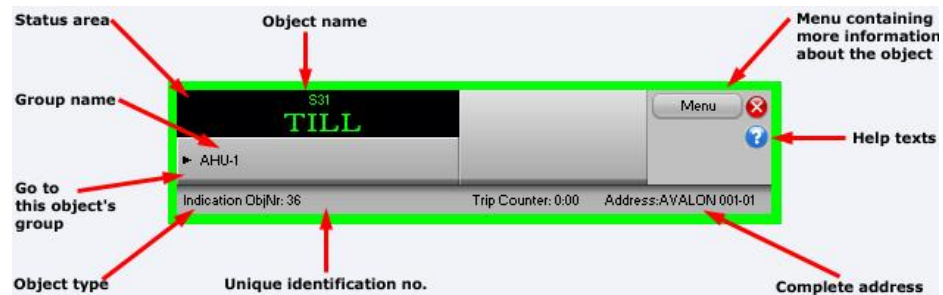 Status area
Object name
Menu containing
more information
about the object
Group name
S31
TILL
Menu
Help texts
AHU-1
Go to
this object's
group
Indication ObjNr: 36
Trip Counter: 0:00
Address:AVALON 001-01
Object type
Unique identification no.
Complete address